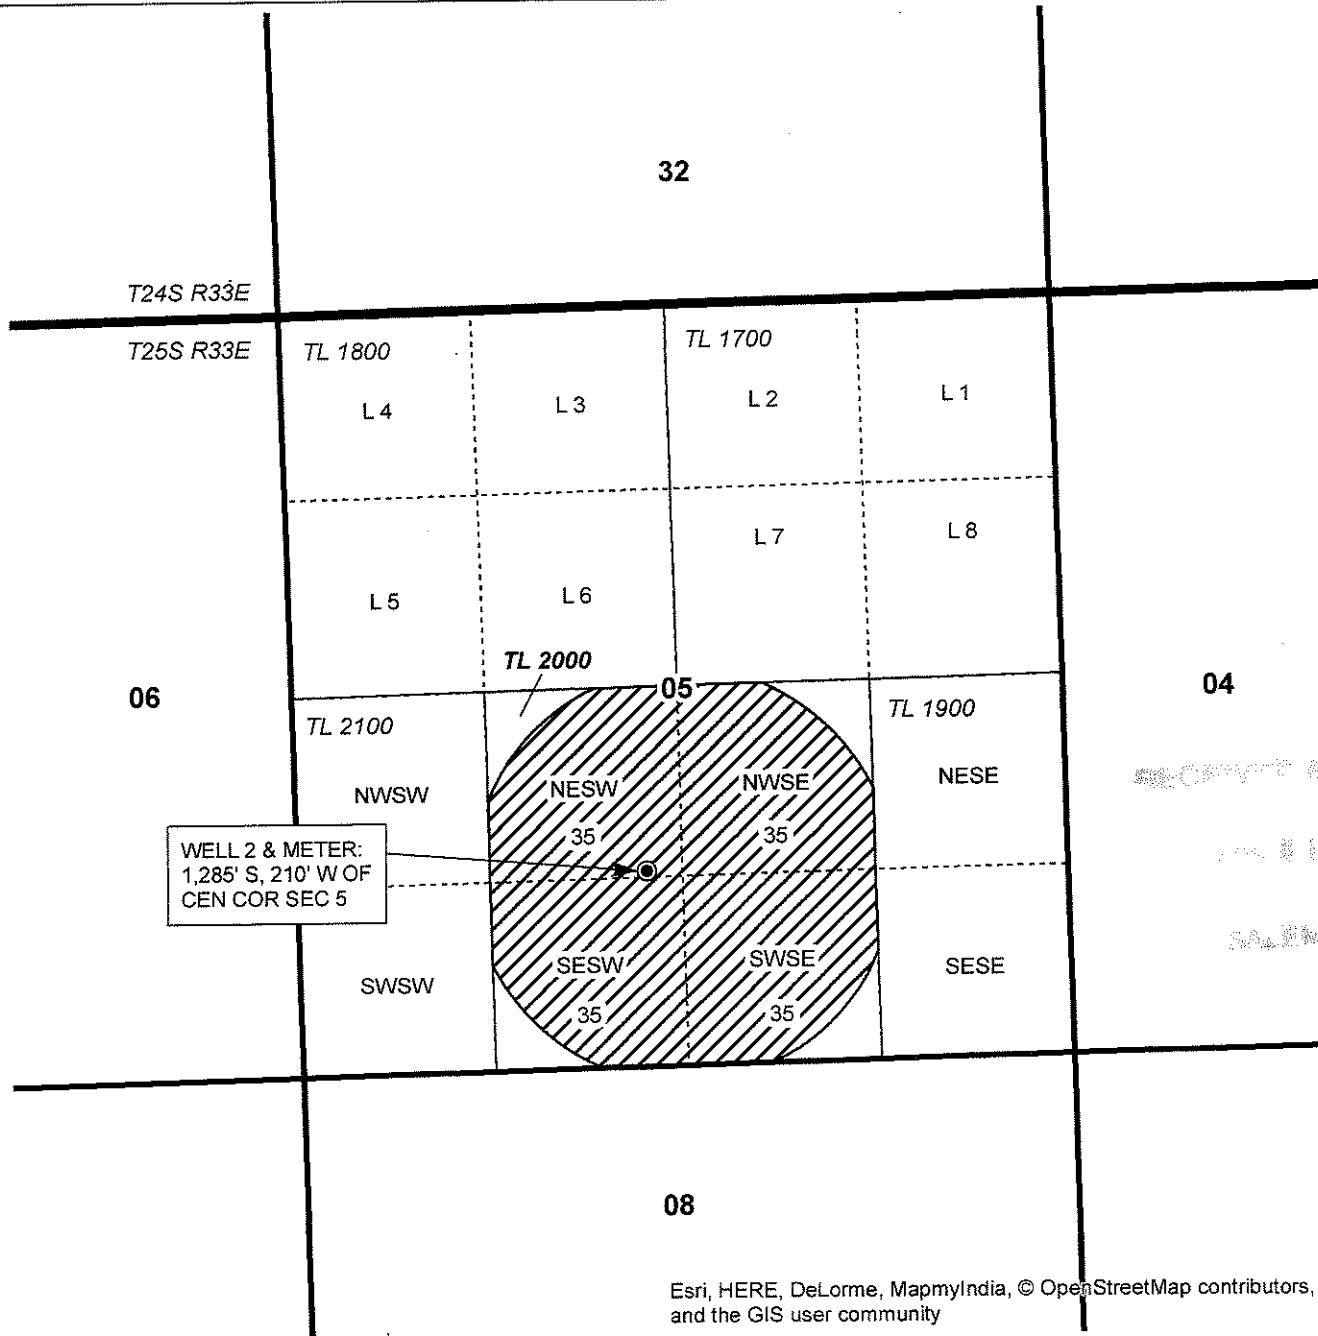 32
T24S R33E
T25S R33E
TL 1800
TL 1700
L 4
L 3
L 2
L 1
L 7
L 8
L 5
L 6
TL 2000
06
05
04
TL 2100
TL 1900
NWSW
NESW
NWSE
NESE
35
35
WELL 2 & METER:
1,285' S, 210' W OF
CEN COR SEC 5
SWSW
SESW
SWSE
SESE
35
35
SALEM
08
Esri, HERE, DeLorme, MapmyIndia, © OpenStreetMap contributors,
and the GIS user community